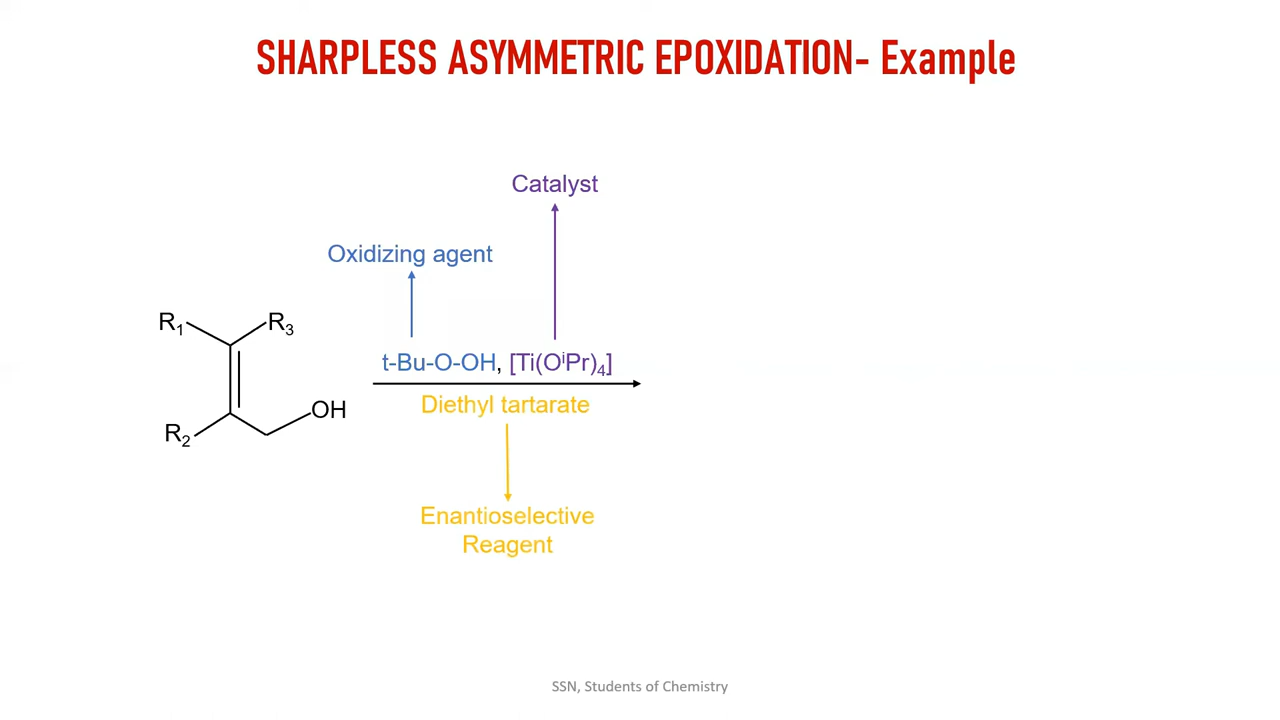 SHARPLESS ASYMMETRIC EPOXIDATION- Example
Catalyst
Oxidizing agent
R₁
R₃
t-Bu-O-OH, [Ti(OⁱPr)₄]
Diethyl tartarate
OH
R₂
Enantioselective
Reagent
SSN, Students of Chemistry